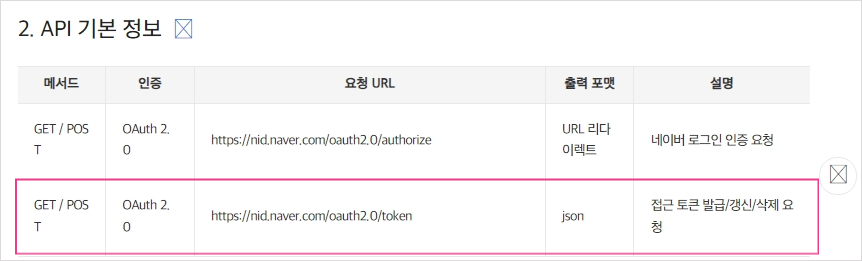 2. API 기본 정보
메서드 인증 요청 URL 출력 포맷 설명
GET / POS
T
OAuth 2.
0
https://nid.naver.com/oauth2.0/authorize
URL 리다
이렉트
네이버 로그인 인증 요청
GET / POS
T
OAuth 2.
0
https://nid.naver.com/oauth2.0/token
json
접근 토큰 발급/갱신/삭제 요
청